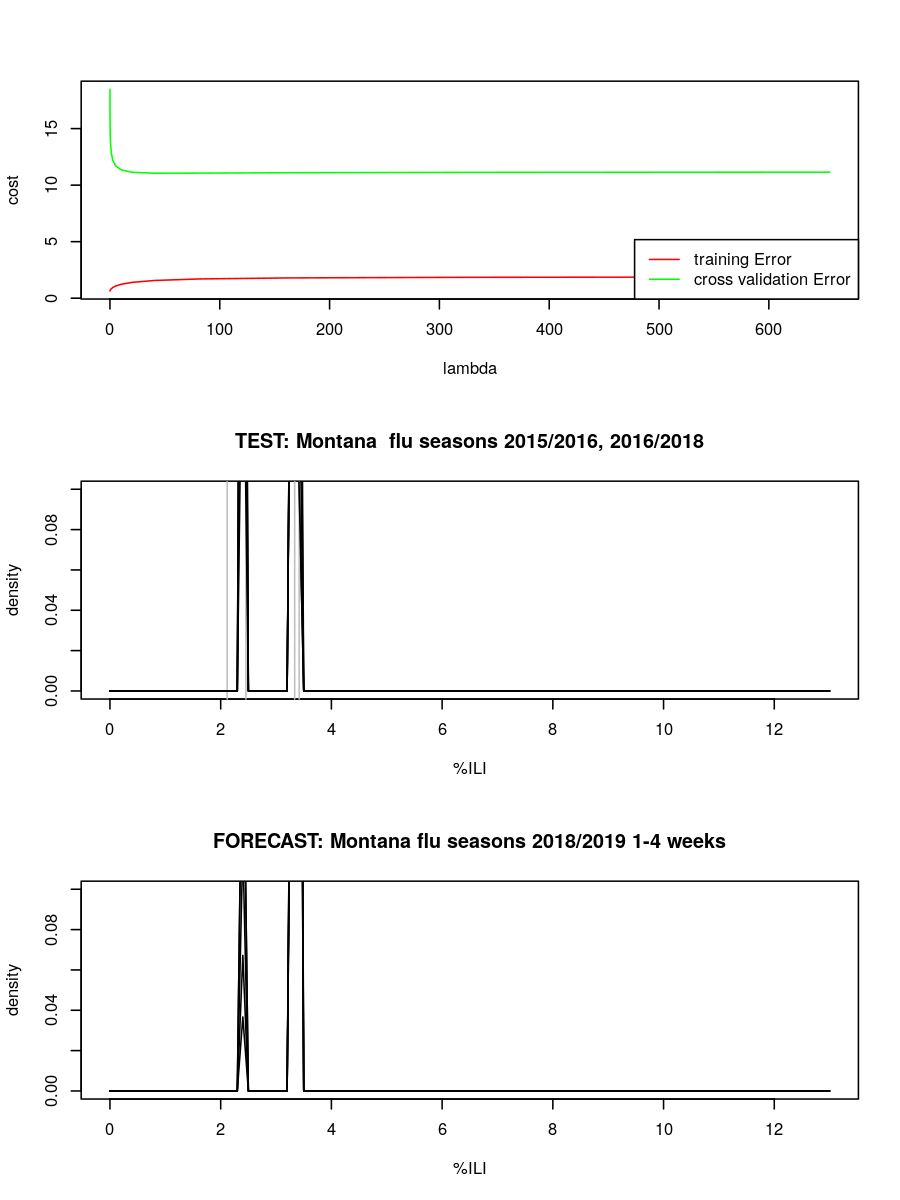 15
10
5
0
cost
training Error
cross validation Error
0 100 200 300 400 500 600
lambda
TEST: Montana  flu seasons 2015/2016, 2016/2018
0.08
0.04
0.00
density
0 2 4 6 8 10 12
%ILI
FORECAST: Montana flu seasons 2018/2019 1-4 weeks
0.08
0.04
0.00
density
0 2 4 6 8 10 12
%ILI